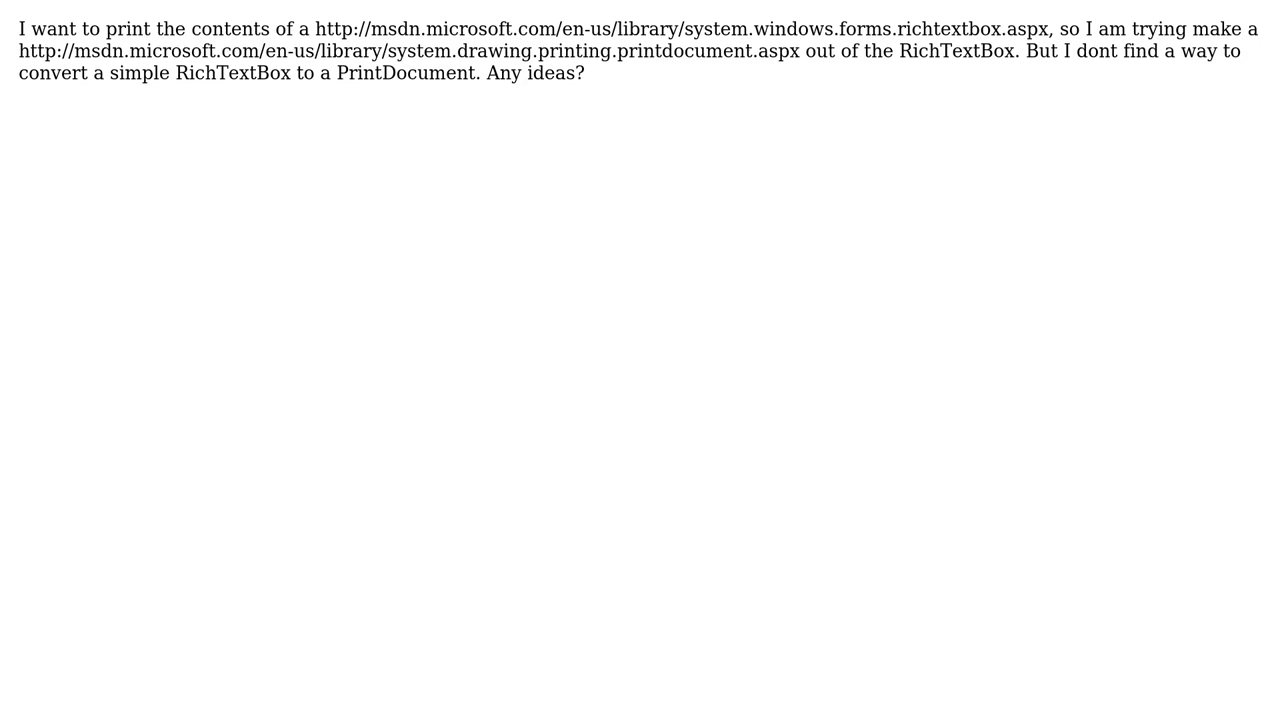 I want to print the contents of a http://msdn.microsoft.com/en-us/library/system.windows.forms.richtextbox.aspx, so I am trying make a
http://msdn.microsoft.com/en-us/library/system.drawing.printing.printdocument.aspx out of the RichTextBox. But I dont find a way to
convert a simple RichTextBox to a PrintDocument. Any ideas?